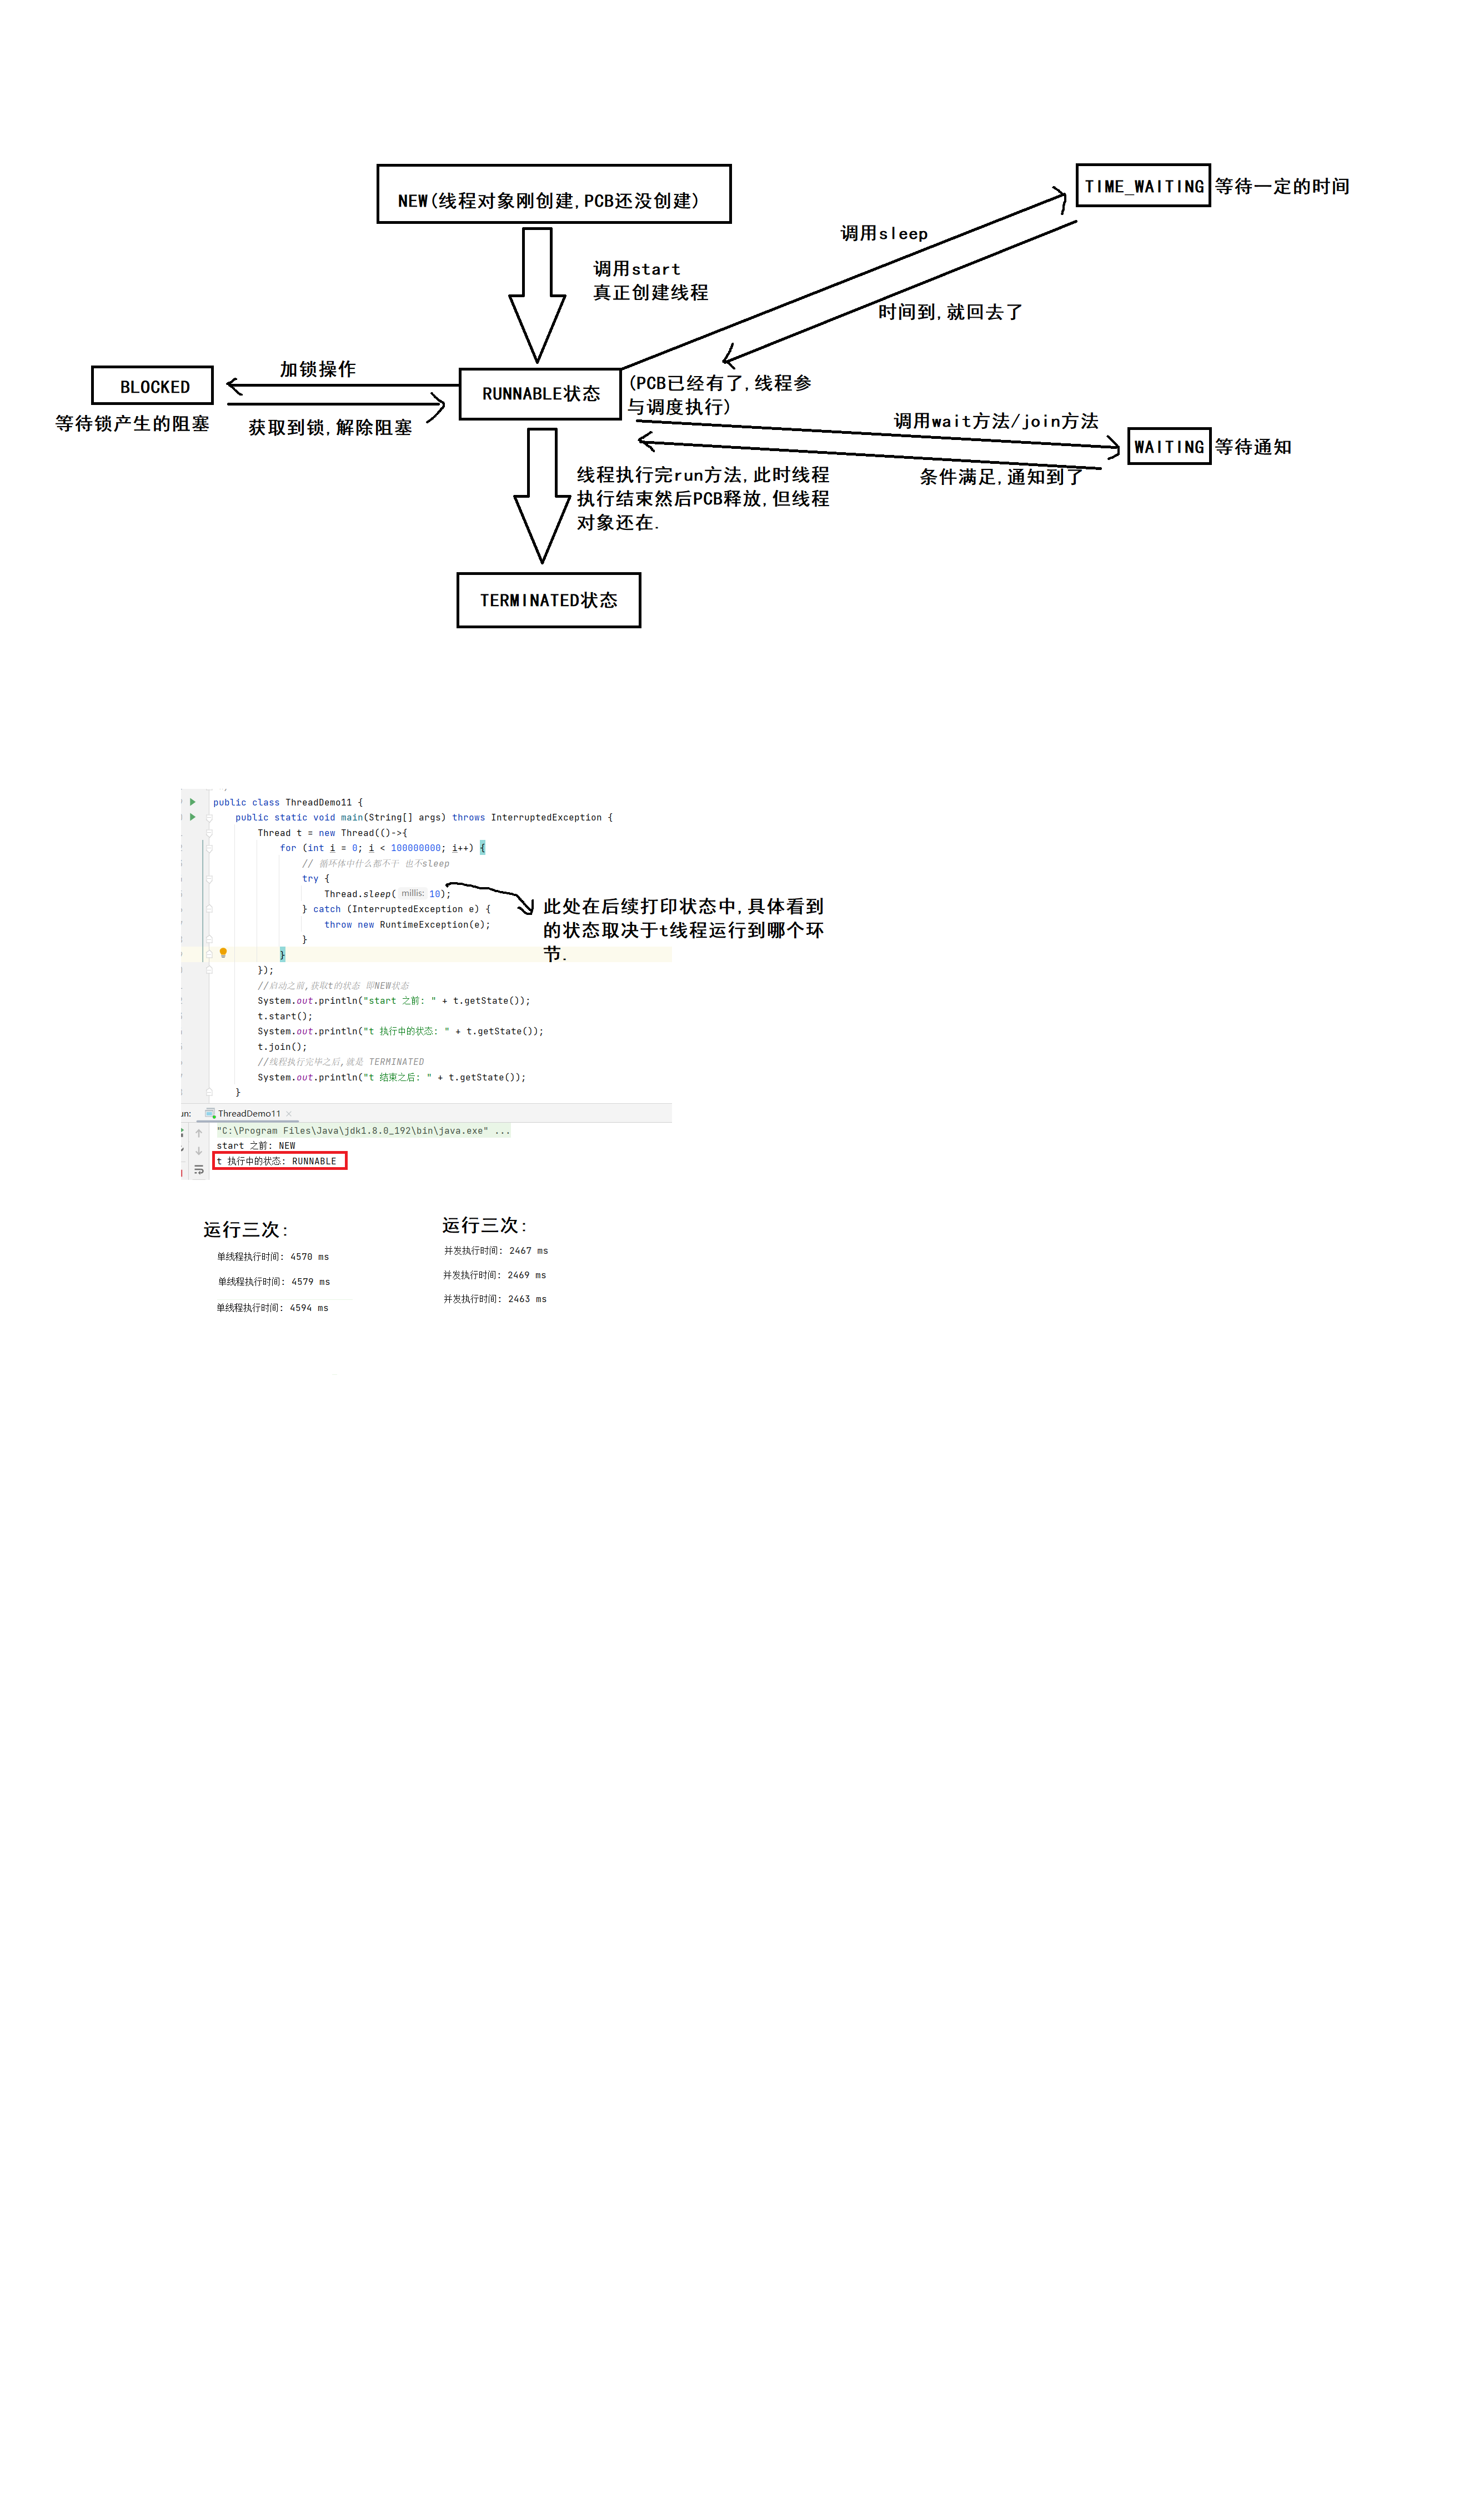 NEW(线程对象刚创建,PCB还没创建)
TIME_WAITING
等待一定的时间
调用sleep
调用start
真正创建线程
时间到,就回去了
加锁操作
BLOCKED
RUNNABLE状态
(PCB已经有了,线程参
与调度执行)
等待锁产生的阻塞
获取到锁,解除阻塞
调用wait方法/join方法
WAITING
等待通知
条件满足,通知到了
线程执行完run方法,此时线程
执行结束然后PCB释放,但线程
对象还在.
TERMINATED状态
public class ThreadDemo11 {
public static void main(String[] args) throws InterruptedException {
Thread t = new Thread(()->{
for (int i = 0; i < 100000000; i++) {
// 循环体中什么都不干 也不sleep
try {
Thread.sleep( millis: 10);
} catch (InterruptedException e) {
throw new RuntimeException(e);
}
}
});
此处在后续打印状态中,具体看到
的状态取决于t线程运行到哪个环
节.
//启动之前,获取t的状态 即NEW状态
System.out.println("start 之前: " + t.getState());
t.start();
System.out.println("t 执行中的状态: " + t.getState());
t.join();
//线程执行完毕之后,就是 TERMINATED
System.out.println("t 结束之后: " + t.getState());
}
un: ThreadDemo11
"C:\Program Files\Java\jdk1.8.0_192\bin\java.exe" ...
start 之前: NEW
t 执行中的状态: RUNNABLE
运行三次:
单线程执行时间: 4570 ms
单线程执行时间: 4579 ms
单线程执行时间: 4594 ms
运行三次:
并发执行时间: 2467 ms
并发执行时间: 2469 ms
并发执行时间: 2463 ms